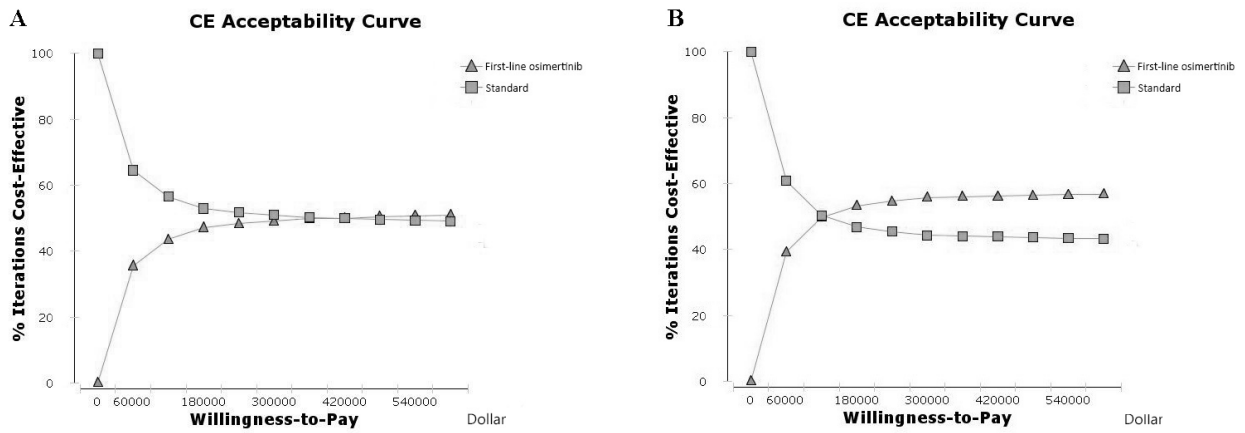 A
CE Acceptability Curve
% Iterations Cost-Effective
100
80
60
40
20
0
First-line osimertinib
Standard
0 60000 180000 300000 420000 540000
Willingness-to-Pay
Dollar
B
CE Acceptability Curve
% Iterations Cost-Effective
100
80
60
40
20
0
First-line osimertinib
Standard
0 60000 180000 300000 420000 540000
Willingness-to-Pay
Dollar